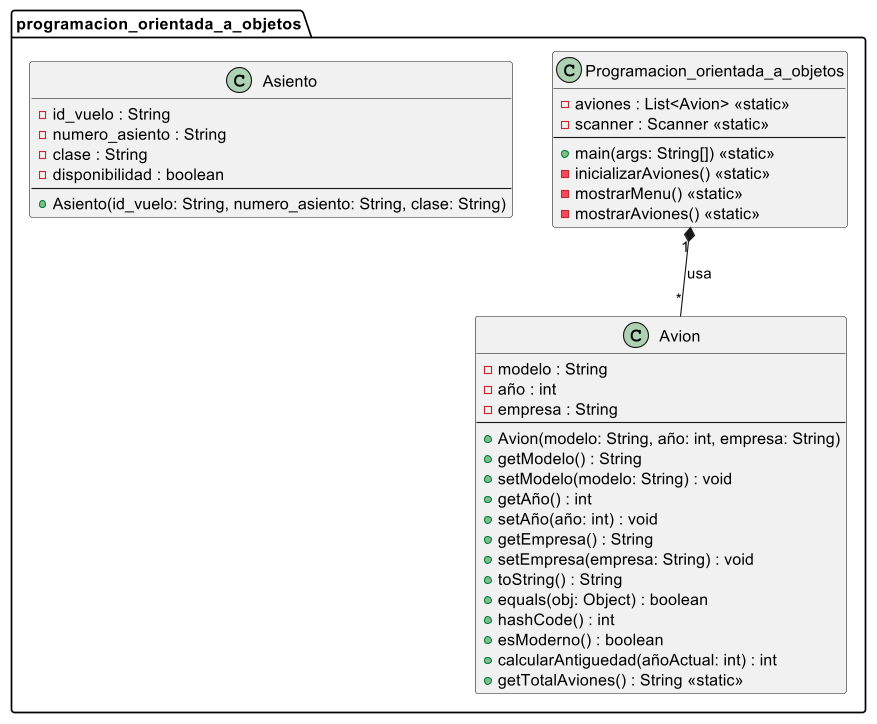 programacion_orientada_a_objetos
C Asiento
id_vuelo : String
numero_asiento : String
clase : String
disponibilidad : boolean
Asiento(id_vuelo: String, numero_asiento: String, clase: String)
C Programacion_orientada_a_objetos
aviones : List<Avion> «static»
scanner : Scanner «static»
main(args: String[]) «static»
inicializarAviones() «static»
mostrarMenu() «static»
mostrarAviones() «static»
1
usa
*
C Avion
modelo : String
año : int
empresa : String
Avion(modelo: String, año: int, empresa: String)
getModelo() : String
setModelo(modelo: String) : void
getAño() : int
setAño(año: int) : void
getEmpresa() : String
setEmpresa(empresa: String) : void
toString() : String
equals(obj: Object) : boolean
hashCode() : int
esModerno() : boolean
calcularAntiguedad(añoActual: int) : int
getTotalAviones() : String «static»